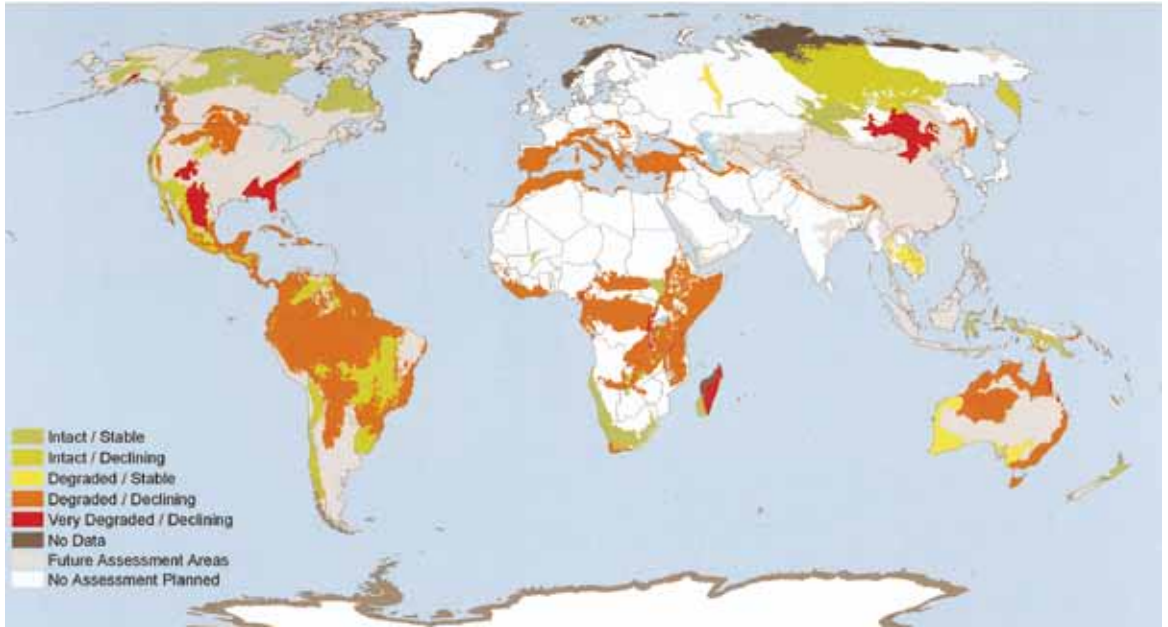 Intact / Stable
Intact / Declining
Degraded / Stable
Degraded / Declining
Very Degraded / Declining
No Data
Future Assessment Areas
No Assessment Planned